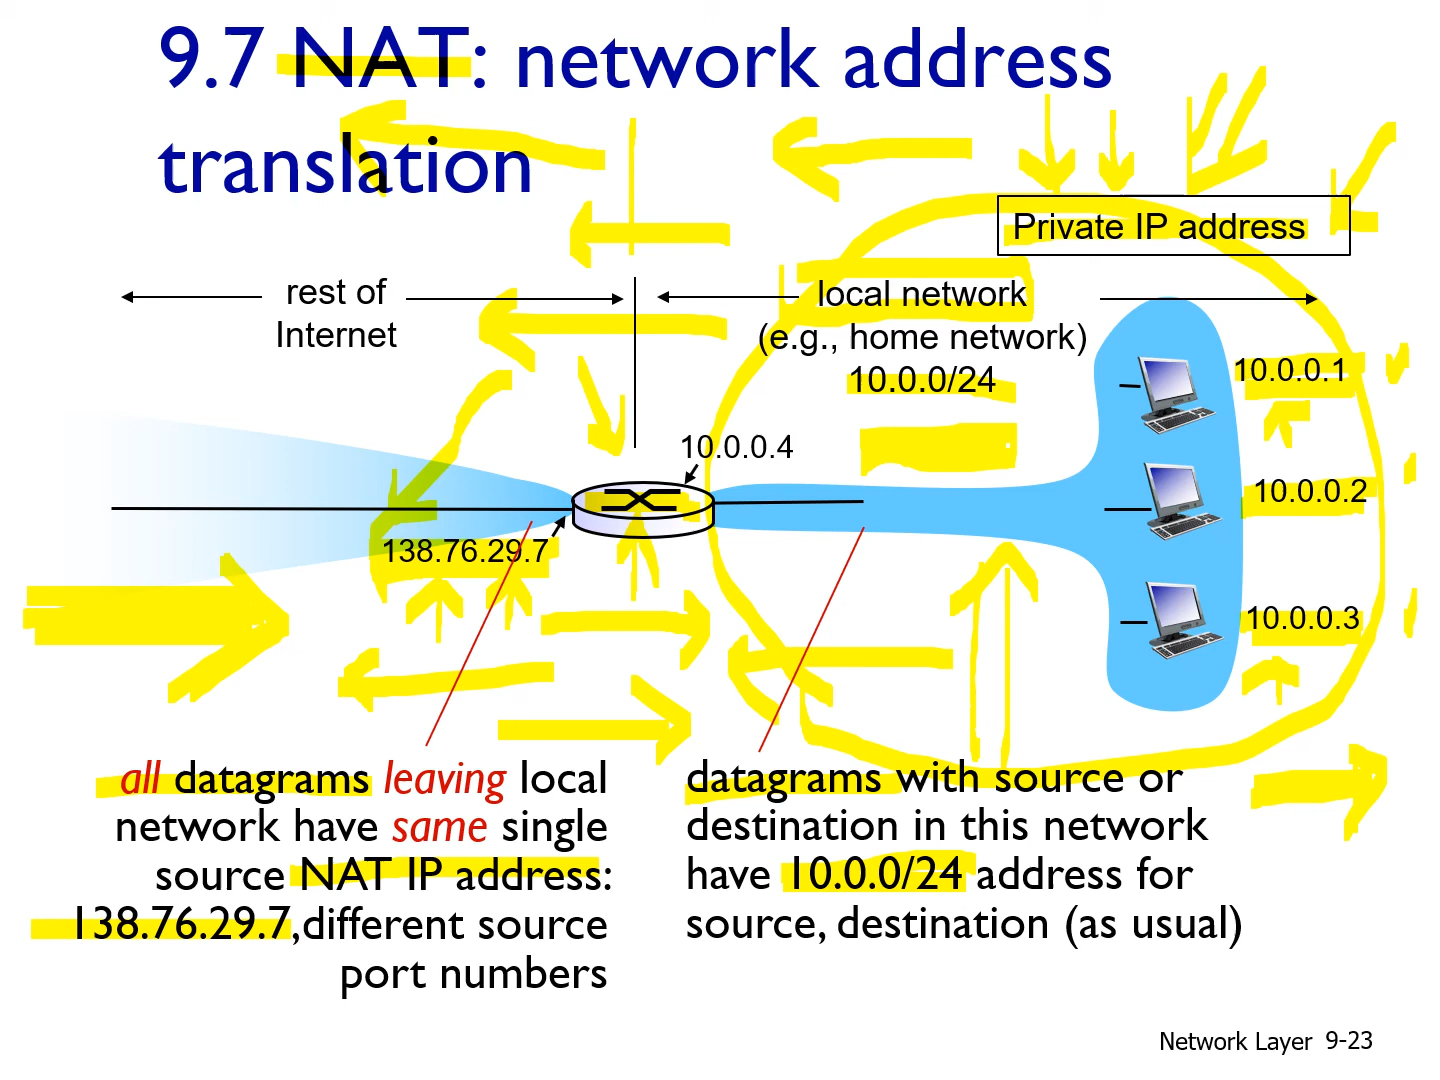 9.7 NAT: network address
translation
Private IP address
rest of
Internet
local network
(e.g., home network)
10.0.0/24
10.0.0.1
10.0.0.4
10.0.0.2
138.76.29.7
10.0.0.3
all datagrams leaving local
network have same single
source NAT IP address:
138.76.29.7,different source
port numbers
datagrams with source or
destination in this network
have 10.0.0/24 address for
source, destination (as usual)
Network Layer 9-23